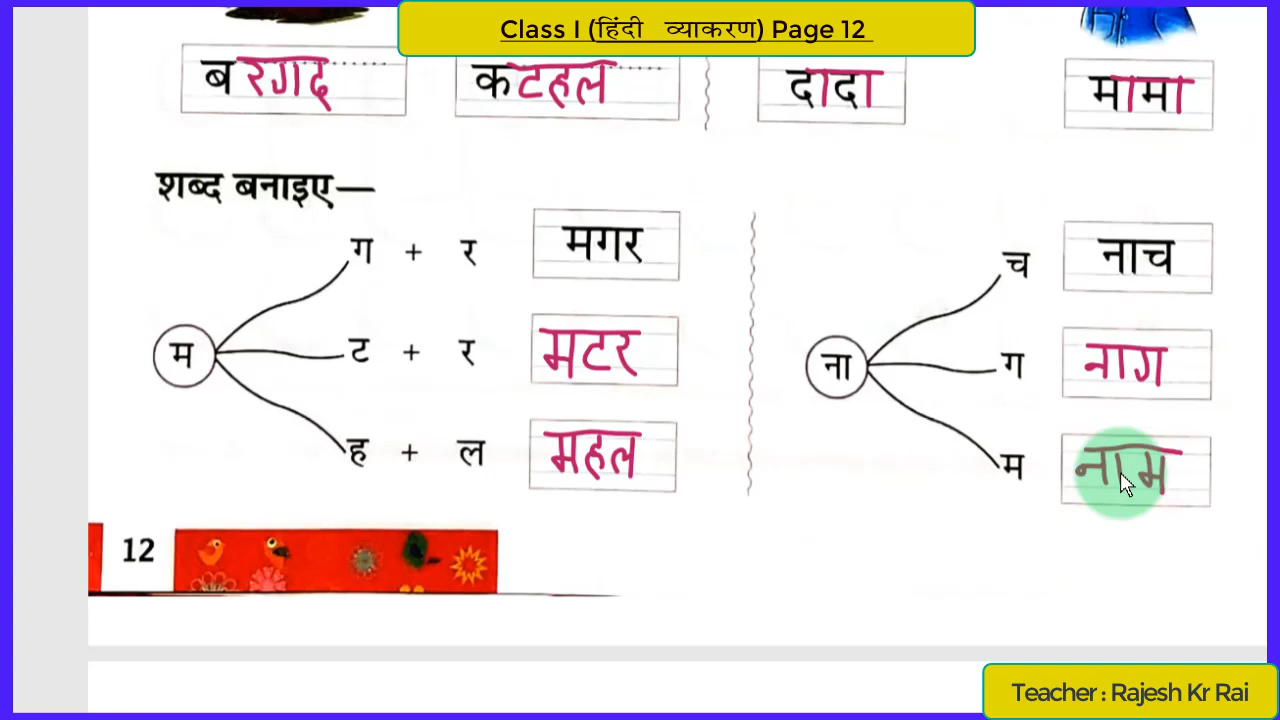 Class I (हिंदी व्याकरण) Page 12
बरगद कटहल दादा मामा
शब्द बनाइए—
ग + र मगर
म ट + र मटर
ह + ल महल
च नाच
ना ग नाग
म नाम
12
Teacher : Rajesh Kr Rai